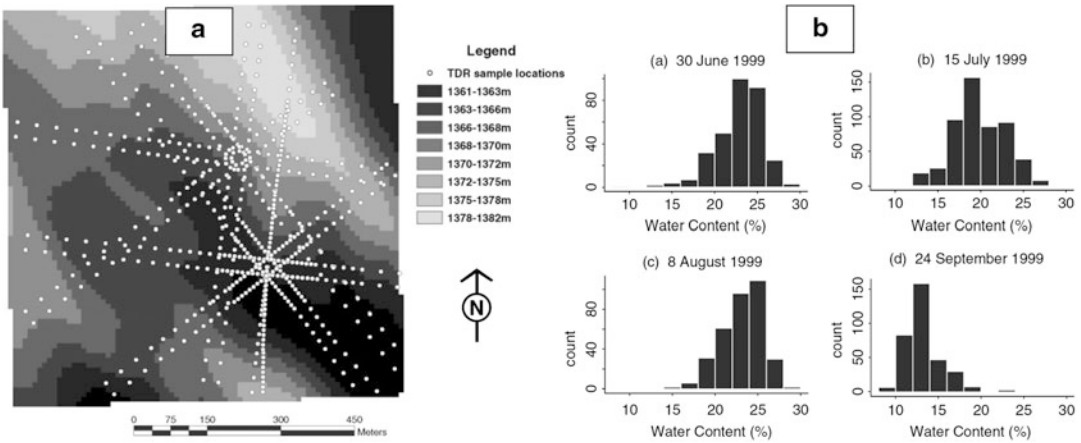 a
Legend
TDR sample locations
1361-1363m
1363-1366m
1366-1368m
1368-1370m
1370-1372m
1372-1375m
1375-1378m
1378-1382m
N
0 75 150 300 450
Meters
b
(a) 30 June 1999
count
0 40 80
10 15 20 25 30
Water Content (%)
(b) 15 July 1999
count
0 50 100 150
10 15 20 25 30
Water Content (%)
(c) 8 August 1999
count
0 40 80
10 15 20 25 30
Water Content (%)
(d) 24 September 1999
count
0 50 100 150
10 15 20 25 30
Water Content (%)